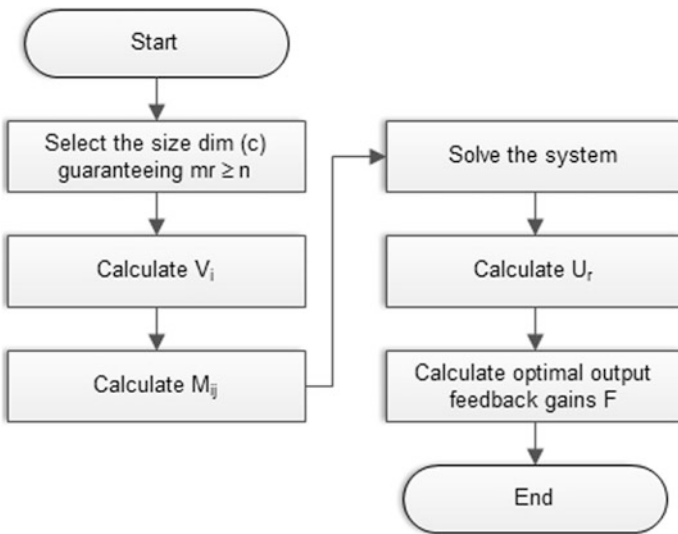 Start
Select the size dim (c)
guaranteeing mr ≥ n
Calculate Vᵢ
Calculate Mᵢⱼ
Solve the system
Calculate Uᵣ
Calculate optimal output
feedback gains F
End